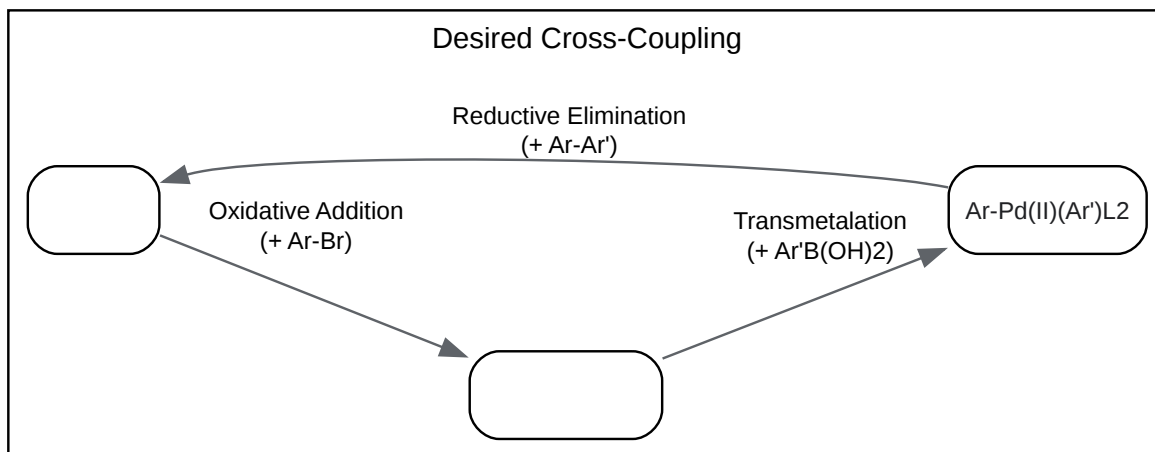 Desired Cross-Coupling
Reductive Elimination
(+ Ar-Ar')
Oxidative Addition
(+ Ar-Br)
Transmetalation
(+ Ar'B(OH)2)
Ar-Pd(II)(Ar')L2